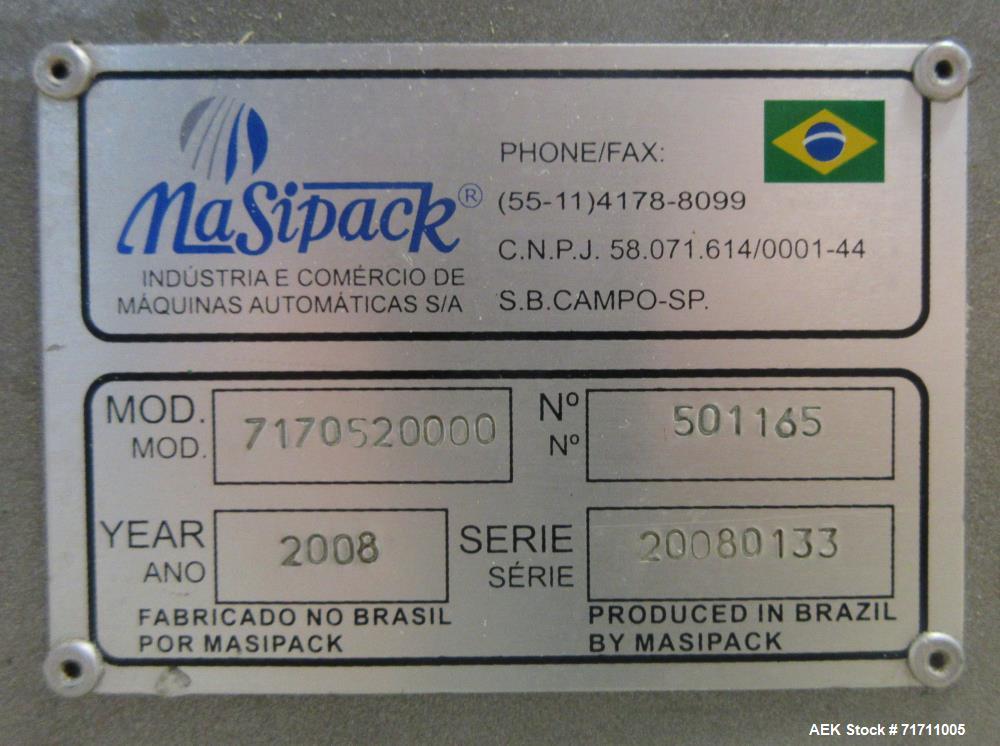 MaSipack®
INDÚSTRIA E COMÉRCIO DE
MÁQUINAS AUTOMÁTICAS S/A
PHONE/FAX:
(55-11)4178-8099
C.N.P.J. 58.071.614/0001-44
S.B.CAMPO-SP.
MOD. 7170520000 Nº 501165
MOD. Nº
YEAR 2008 SERIE 20080133
ANO SÉRIE
FABRICADO NO BRASIL
POR MASIPACK
PRODUCED IN BRAZIL
BY MASIPACK
AEK Stock # 71711005